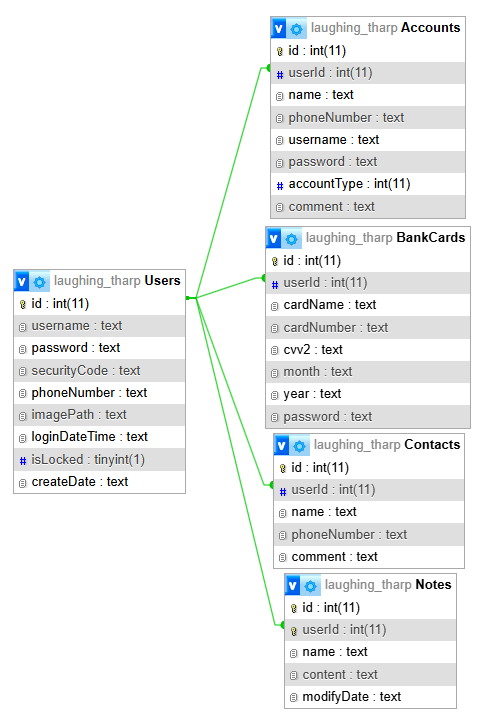 laughing_tharp Accounts
id : int(11)
# userId : int(11)
name : text
phoneNumber : text
username : text
password : text
# accountType : int(11)
comment : text
laughing_tharp BankCards
id : int(11)
# userId : int(11)
cardName : text
cardNumber : text
cvv2 : text
month : text
year : text
password : text
laughing_tharp Users
id : int(11)
username : text
password : text
securityCode : text
phoneNumber : text
imagePath : text
loginDateTime : text
# isLocked : tinyint(1)
createDate : text
laughing_tharp Contacts
id : int(11)
# userId : int(11)
name : text
phoneNumber : text
comment : text
laughing_tharp Notes
id : int(11)
userId : int(11)
name : text
content : text
modifyDate : text